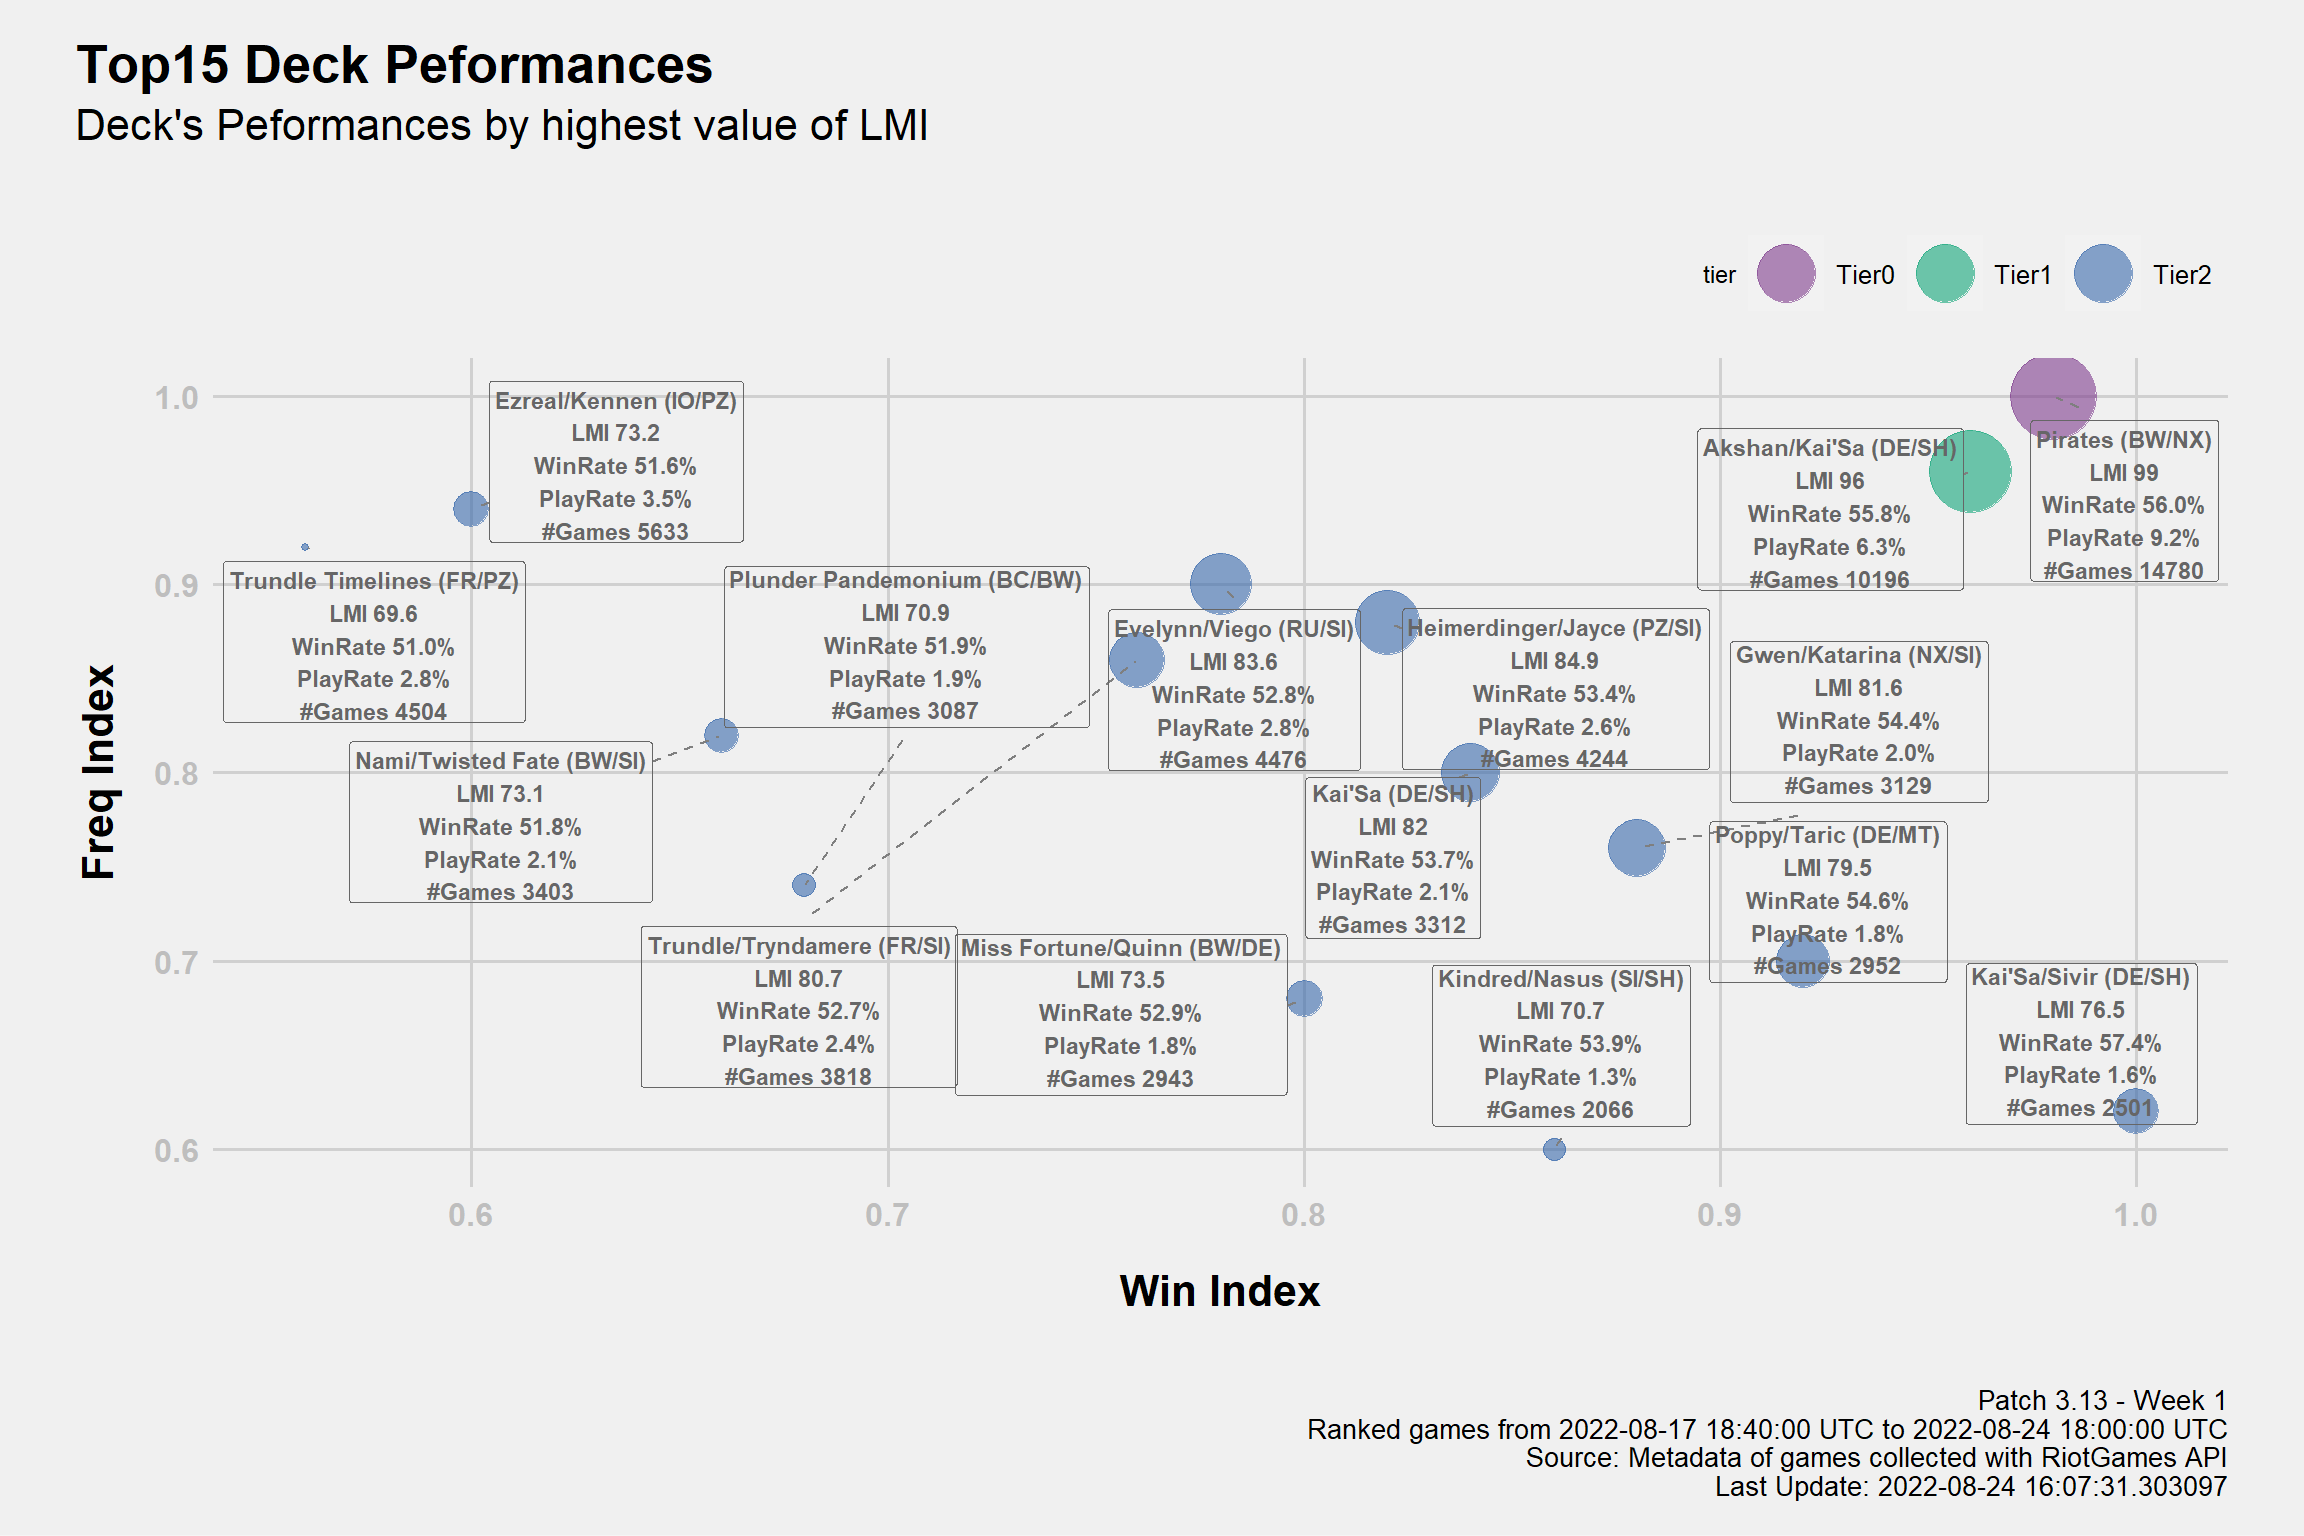 Top15 Deck Peformances
Deck's Peformances by highest value of LMI
tier
Tier0
Tier1
Tier2
Freq Index
1.0
0.9
0.8
0.7
0.6
Ezreal/Kennen (IO/PZ)
LMI 73.2
WinRate 51.6%
PlayRate 3.5%
#Games 5633
Pirates (BW/NX)
LMI 99
WinRate 56.0%
PlayRate 9.2%
#Games 14780
Akshan/Kai'Sa (DE/SH)
LMI 96
WinRate 55.8%
PlayRate 6.3%
#Games 10196
Trundle Timelines (FR/PZ)
LMI 69.6
WinRate 51.0%
PlayRate 2.8%
#Games 4504
Plunder Pandemonium (BC/BW)
LMI 70.9
WinRate 51.9%
PlayRate 1.9%
#Games 3087
Evelynn/Viego (RU/SI)
LMI 83.6
WinRate 52.8%
PlayRate 2.8%
#Games 4476
Heimerdinger/Jayce (PZ/SI)
LMI 84.9
WinRate 53.4%
PlayRate 2.6%
#Games 4244
Gwen/Katarina (NX/SI)
LMI 81.6
WinRate 54.4%
PlayRate 2.0%
#Games 3129
Nami/Twisted Fate (BW/SI)
LMI 73.1
WinRate 51.8%
PlayRate 2.1%
#Games 3403
Kai'Sa (DE/SH)
LMI 82
WinRate 53.7%
PlayRate 2.1%
#Games 3312
Poppy/Taric (DE/MT)
LMI 79.5
WinRate 54.6%
PlayRate 1.8%
#Games 2952
Trundle/Tryndamere (FR/SI)
LMI 80.7
WinRate 52.7%
PlayRate 2.4%
#Games 3818
Miss Fortune/Quinn (BW/DE)
LMI 73.5
WinRate 52.9%
PlayRate 1.8%
#Games 2943
Kindred/Nasus (SI/SH)
LMI 70.7
WinRate 53.9%
PlayRate 1.3%
#Games 2066
Kai'Sa/Sivir (DE/SH)
LMI 76.5
WinRate 57.4%
PlayRate 1.6%
#Games 2501
0.6
0.7
0.8
0.9
1.0
Win Index
Patch 3.13 - Week 1
Ranked games from 2022-08-17 18:40:00 UTC to 2022-08-24 18:00:00 UTC
Source: Metadata of games collected with RiotGames API
Last Update: 2022-08-24 16:07:31.303097